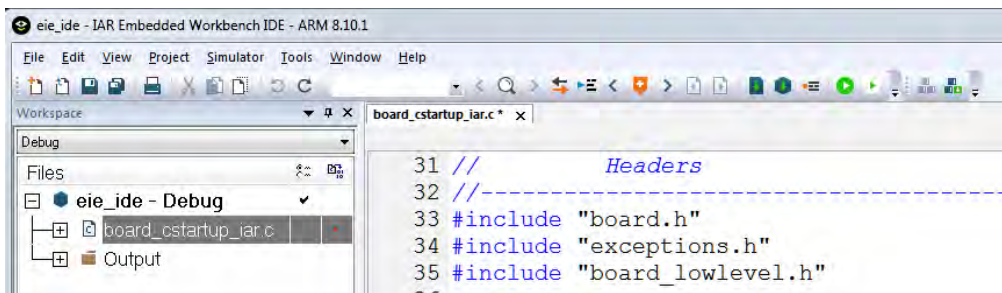 eie_ide - IAR Embedded Workbench IDE - ARM 8.10.1
File Edit View Project Simulator Tools Window Help
Workspace
board_cstartup_iar.c * x
Debug
Files
eie_ide - Debug
board_cstartup_iar.c
Output
31 // Headers
32 //--------------------------------------
33 #include "board.h"
34 #include "exceptions.h"
35 #include "board_lowlevel.h"